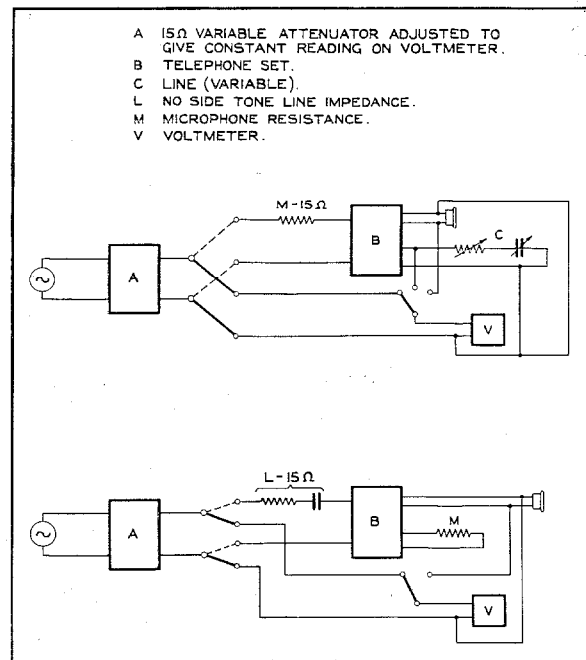 A 15Ω VARIABLE ATTENUATOR ADJUSTED TO
GIVE CONSTANT READING ON VOLTMETER.
B TELEPHONE SET.
C LINE (VARIABLE).
L NO SIDE TONE LINE IMPEDANCE.
M MICROPHONE RESISTANCE.
V VOLTMETER.
M-15Ω
B
C
A
V
L-15Ω
B
M
A
V